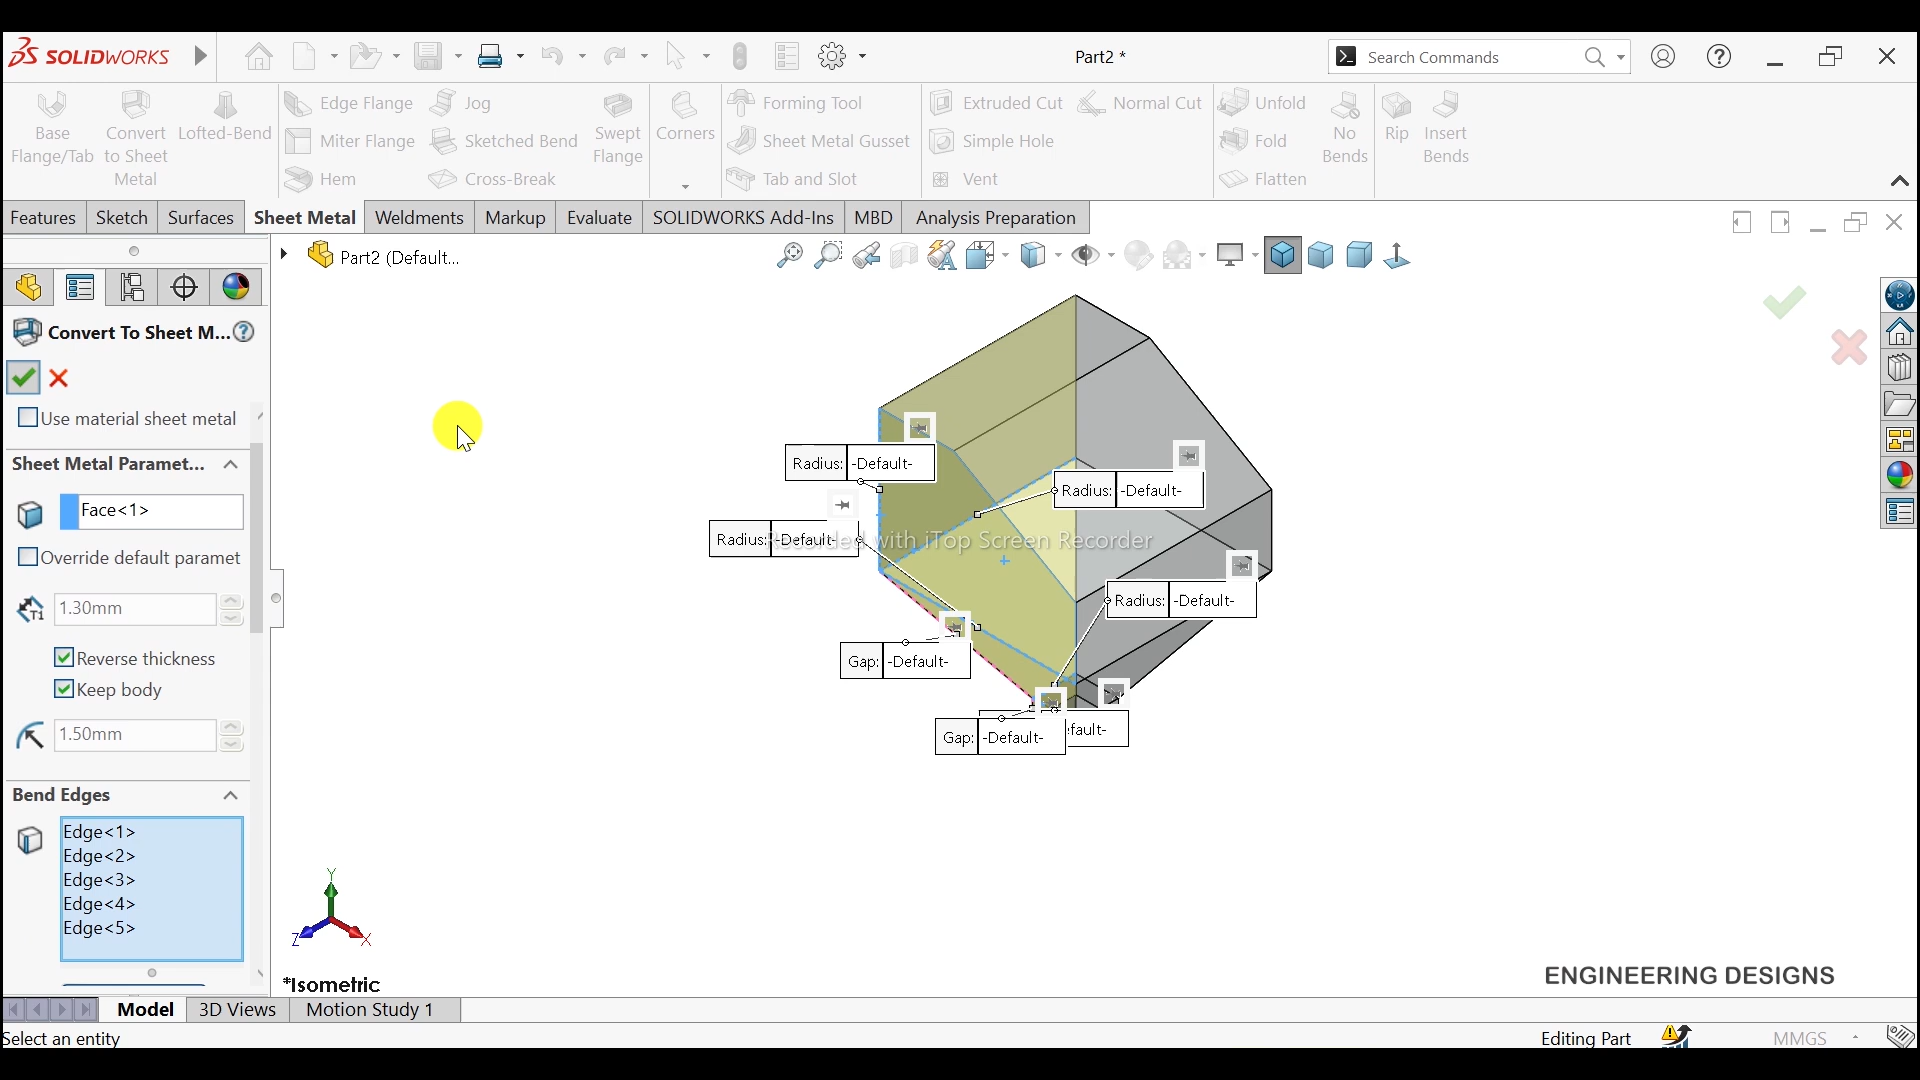 SOLIDWORKS
Part2 *
Search Commands
Base Flange/Tab
Convert to Sheet Metal
Lofted-Bend
Edge Flange
Miter Flange
Hem
Jog
Sketched Bend
Cross-Break
Swept Flange
Corners
Forming Tool
Sheet Metal Gusset
Tab and Slot
Extruded Cut
Simple Hole
Vent
Normal Cut
Unfold
Fold
Flatten
No Bends
Rip
Insert Bends
Features
Sketch
Surfaces
Sheet Metal
Weldments
Markup
Evaluate
SOLIDWORKS Add-Ins
MBD
Analysis Preparation
Part2 (Default...
Convert To Sheet M...
Use material sheet metal
Sheet Metal Paramet...
Face<1>
Override default paramet
T1
1.30mm
Reverse thickness
Keep body
1.50mm
Bend Edges
Edge<1>
Edge<2>
Edge<3>
Edge<4>
Edge<5>
Radius: -Default-
Radius: -Default-
Radius: -Default-
Recorded with iTop Screen Recorder
Radius: -Default-
Gap: -Default-
Gap: -Default-
efault-
Y
Z
X
*Isometric
ENGINEERING DESIGNS
Model
3D Views
Motion Study 1
Select an entity
Editing Part
MMGS